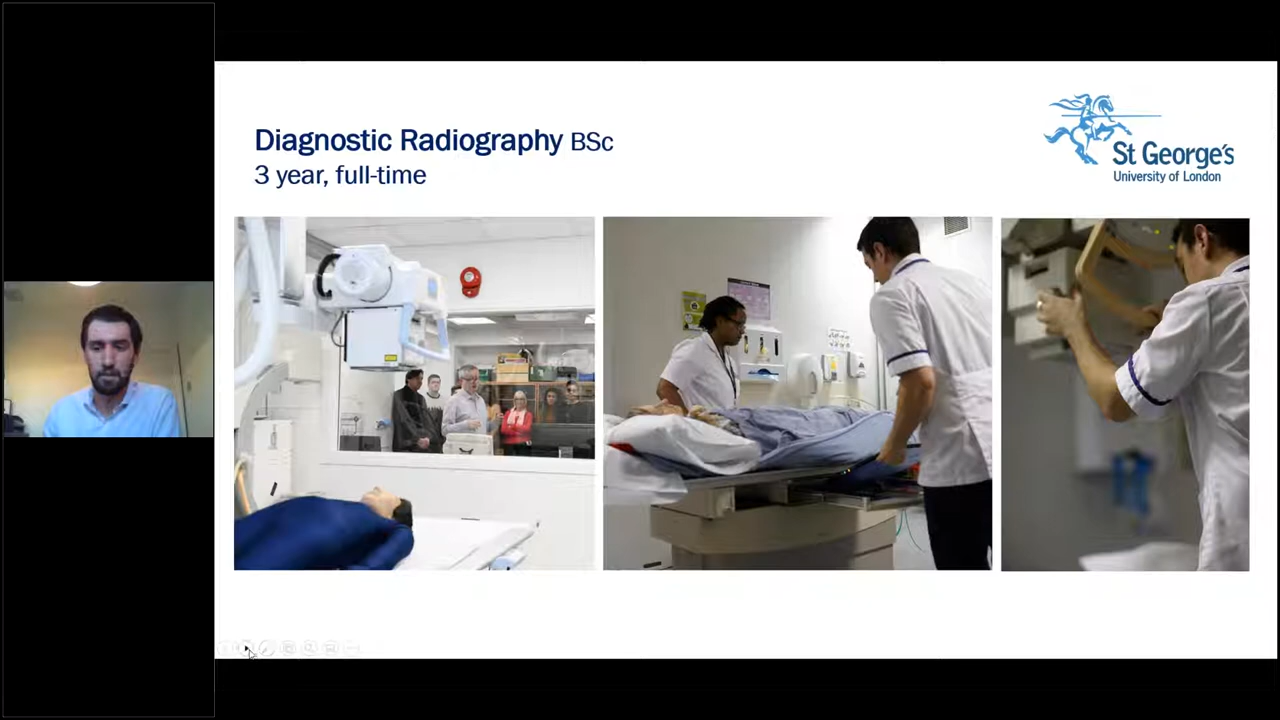 Diagnostic Radiography BSc
3 year, full-time
St George's
University of London